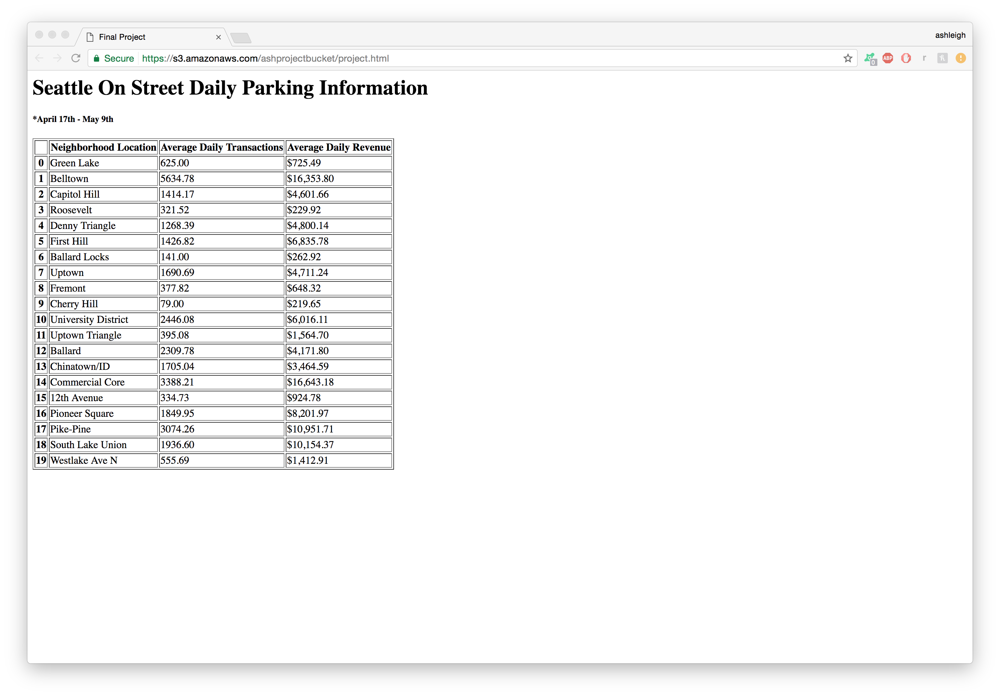 Final Project
ashleigh
Secure https://s3.amazonaws.com/ashprojectbucket/project.html
0 ABP r h !
Seattle On Street Daily Parking Information
*April 17th - May 9th
Neighborhood Location Average Daily Transactions Average Daily Revenue
0 Green Lake 625.00 $725.49
1 Belltown 5634.78 $16,353.80
2 Capitol Hill 1414.17 $4,601.66
3 Roosevelt 321.52 $229.92
4 Denny Triangle 1268.39 $4,800.14
5 First Hill 1426.82 $6,835.78
6 Ballard Locks 141.00 $262.92
7 Uptown 1690.69 $4,711.24
8 Fremont 377.82 $648.32
9 Cherry Hill 79.00 $219.65
10 University District 2446.08 $6,016.11
11 Uptown Triangle 395.08 $1,564.70
12 Ballard 2309.78 $4,171.80
13 Chinatown/ID 1705.04 $3,464.59
14 Commercial Core 3388.21 $16,643.18
15 12th Avenue 334.73 $924.78
16 Pioneer Square 1849.95 $8,201.97
17 Pike-Pine 3074.26 $10,951.71
18 South Lake Union 1936.60 $10,154.37
19 Westlake Ave N 555.69 $1,412.91